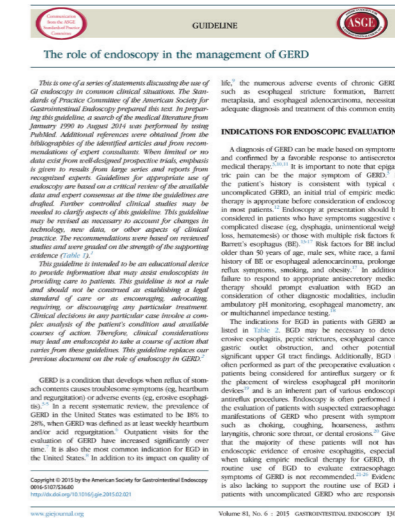 Communication
from the ASGE
Standards of Practice
Committee
GUIDELINE
ASGE
The role of endoscopy in the management of GERD
This is one of a series of statements discussing the use of
GI endoscopy in common clinical situations. The Stan-
dards of Practice Committee of the American Society for
Gastrointestinal Endoscopy prepared this text. In prepar-
ing this guideline, a search of the medical literature from
January 1990 to August 2014 was performed by using
PubMed. Additional references were obtained from the
bibliographies of the identified articles and from recom-
mendations of expert consultants. When limited or no
data exist from well-designed prospective trials, emphasis
is given to results from large series and reports from
recognized experts. Guidelines for appropriate use of
endoscopy are based on a critical review of the available
data and expert consensus at the time the guidelines are
drafted. Further controlled clinical studies may be
needed to clarify aspects of this guideline. This guideline
may be revised as necessary to account for changes in
technology, new data, or other aspects of clinical
practice. The recommendations were based on reviewed
studies and were graded on the strength of the supporting
evidence (Table 1).
This guideline is intended to be an educational device
to provide information that may assist endoscopists in
providing care to patients. This guideline is not a rule
and should not be construed as establishing a legal
standard of care or as encouraging, advocating,
requiring, or discouraging any particular treatment.
Clinical decisions in any particular case involve a com-
plex analysis of the patient's condition and available
courses of action. Therefore, clinical considerations
may lead an endoscopist to take a course of action that
varies from these guidelines. This guideline replaces our
previous document on the role of endoscopy in GERD.
GERD is a condition that develops when reflux of stom-
ach contents causes troublesome symptoms (eg, heartburn
and regurgitation) or adverse events (eg, erosive esophagi-
tis). In a recent systematic review, the prevalence of
GERD in the United States was estimated to be 18% to
28%, when GERD was defined as at least weekly heartburn
and/or acid regurgitation. Outpatient visits for the
evaluation of GERD have increased significantly over
time. It is also the most common indication for EGD in
the United States. In addition to its impact on quality of
Copyright © 2015 by the American Society for Gastrointestinal Endoscopy
0016-5107/$36.00
http://dx.doi.org/10.1016/j.gie.2015.02.021
life, the numerous adverse events of chronic GERD
such as esophageal stricture formation, Barrett
metaplasia, and esophageal adenocarcinoma, necessitat
adequate diagnosis and treatment of this common entity
INDICATIONS FOR ENDOSCOPIC EVALUATION
A diagnosis of GERD can be made based on symptoms
and confirmed by a favorable response to antisecretor
medical therapy. It is important to note that epigas
tric pain can be the major symptom of GERD. I
the patient's history is consistent with typical o
uncomplicated GERD, an initial trial of empiric medica
therapy is appropriate before consideration of endoscop
in most patients. Endoscopy at presentation should b
considered in patients who have symptoms suggestive o
complicated disease (eg, dysphagia, unintentional weigh
loss, hematemesis) or those with multiple risk factors fo
Barrett's esophagus (BE). Risk factors for BE includ
older than 50 years of age, male sex, white race, a famil
history of BE or esophageal adenocarcinoma, prolonge
reflux symptoms, smoking, and obesity. In addition
failure to respond to appropriate antisecretory medica
therapy should prompt evaluation with EGD an
consideration of other diagnostic modalities, includin
ambulatory pH monitoring, esophageal manometry, and
or multichannel impedance testing.
The indications for EGD in patients with GERD ar
listed in Table 2. EGD may be necessary to detec
erosive esophagitis, peptic strictures, esophageal cancer
gastric outlet obstruction, and other potentiall
significant upper GI tract findings. Additionally, EGD i
often performed as part of the preoperative evaluation o
patients being considered for antireflux surgery or fo
the placement of wireless esophageal pH monitorin
devices and is an inherent part of various endoscopi
antireflux procedures. Endoscopy is often performed i
the evaluation of patients with suspected extraesophage
manifestations of GERD who present with symptom
such as choking, coughing, hoarseness, asthma
laryngitis, chronic sore throat, or dental erosions. Give
that the majority of these patients will not hav
endoscopic evidence of erosive esophagitis, especiall
when taking empiric medical therapy for GERD, th
routine use of EGD to evaluate extraesophage
symptoms of GERD is not recommended. Evidenc
is also lacking to support the routine use of EGD i
patients with uncomplicated GERD who are responsiv
www.giejournal.org
Volume 81, No. 6 : 2015 GASTROINTESTINAL ENDOSCOPY